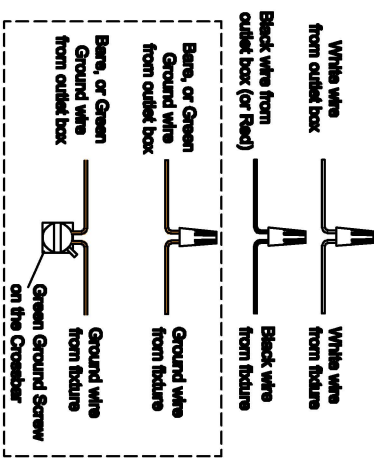 White wire
from outlet box
White wire
from fixture
Black wire from
outlet box (or Red)
Black wire
from fixture
Bare, or Green
Ground wire
from outlet box
Ground wire
from fixture
Bare, or Green
Ground wire
from outlet box
Ground wire
from fixture
Green Ground Screw
on the Crossbar